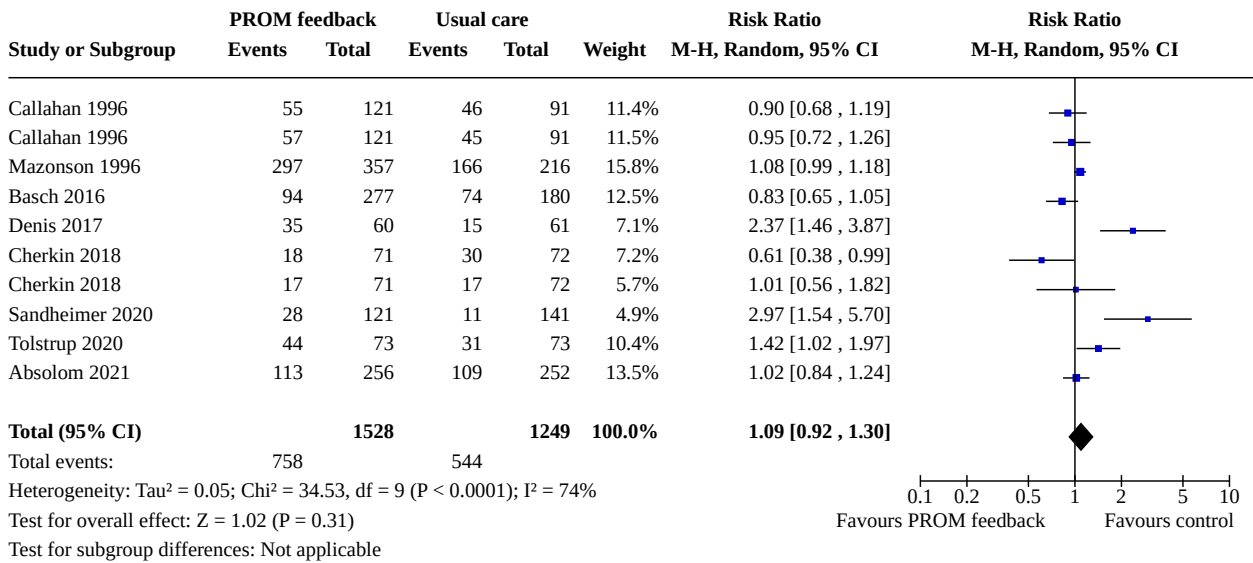 PROM feedback Usual care Risk Ratio Risk Ratio
Study or Subgroup Events Total Events Total Weight M-H, Random, 95% CI M-H, Random, 95% CI
Callahan 1996 55 121 46 91 11.4% 0.90 [0.68 , 1.19]
Callahan 1996 57 121 45 91 11.5% 0.95 [0.72 , 1.26]
Mazonson 1996 297 357 166 216 15.8% 1.08 [0.99 , 1.18]
Basch 2016 94 277 74 180 12.5% 0.83 [0.65 , 1.05]
Denis 2017 35 60 15 61 7.1% 2.37 [1.46 , 3.87]
Cherkin 2018 18 71 30 72 7.2% 0.61 [0.38 , 0.99]
Cherkin 2018 17 71 17 72 5.7% 1.01 [0.56 , 1.82]
Sandheimer 2020 28 121 11 141 4.9% 2.97 [1.54 , 5.70]
Tolstrup 2020 44 73 31 73 10.4% 1.42 [1.02 , 1.97]
Absolom 2021 113 256 109 252 13.5% 1.02 [0.84 , 1.24]
Total (95% CI) 1528 1249 100.0% 1.09 [0.92 , 1.30]
Total events: 758 544
Heterogeneity: Tau² = 0.05; Chi² = 34.53, df = 9 (P < 0.0001); I² = 74%
0.1 0.2 0.5 1 2 5 10
Test for overall effect: Z = 1.02 (P = 0.31)
Favours PROM feedback Favours control
Test for subgroup differences: Not applicable